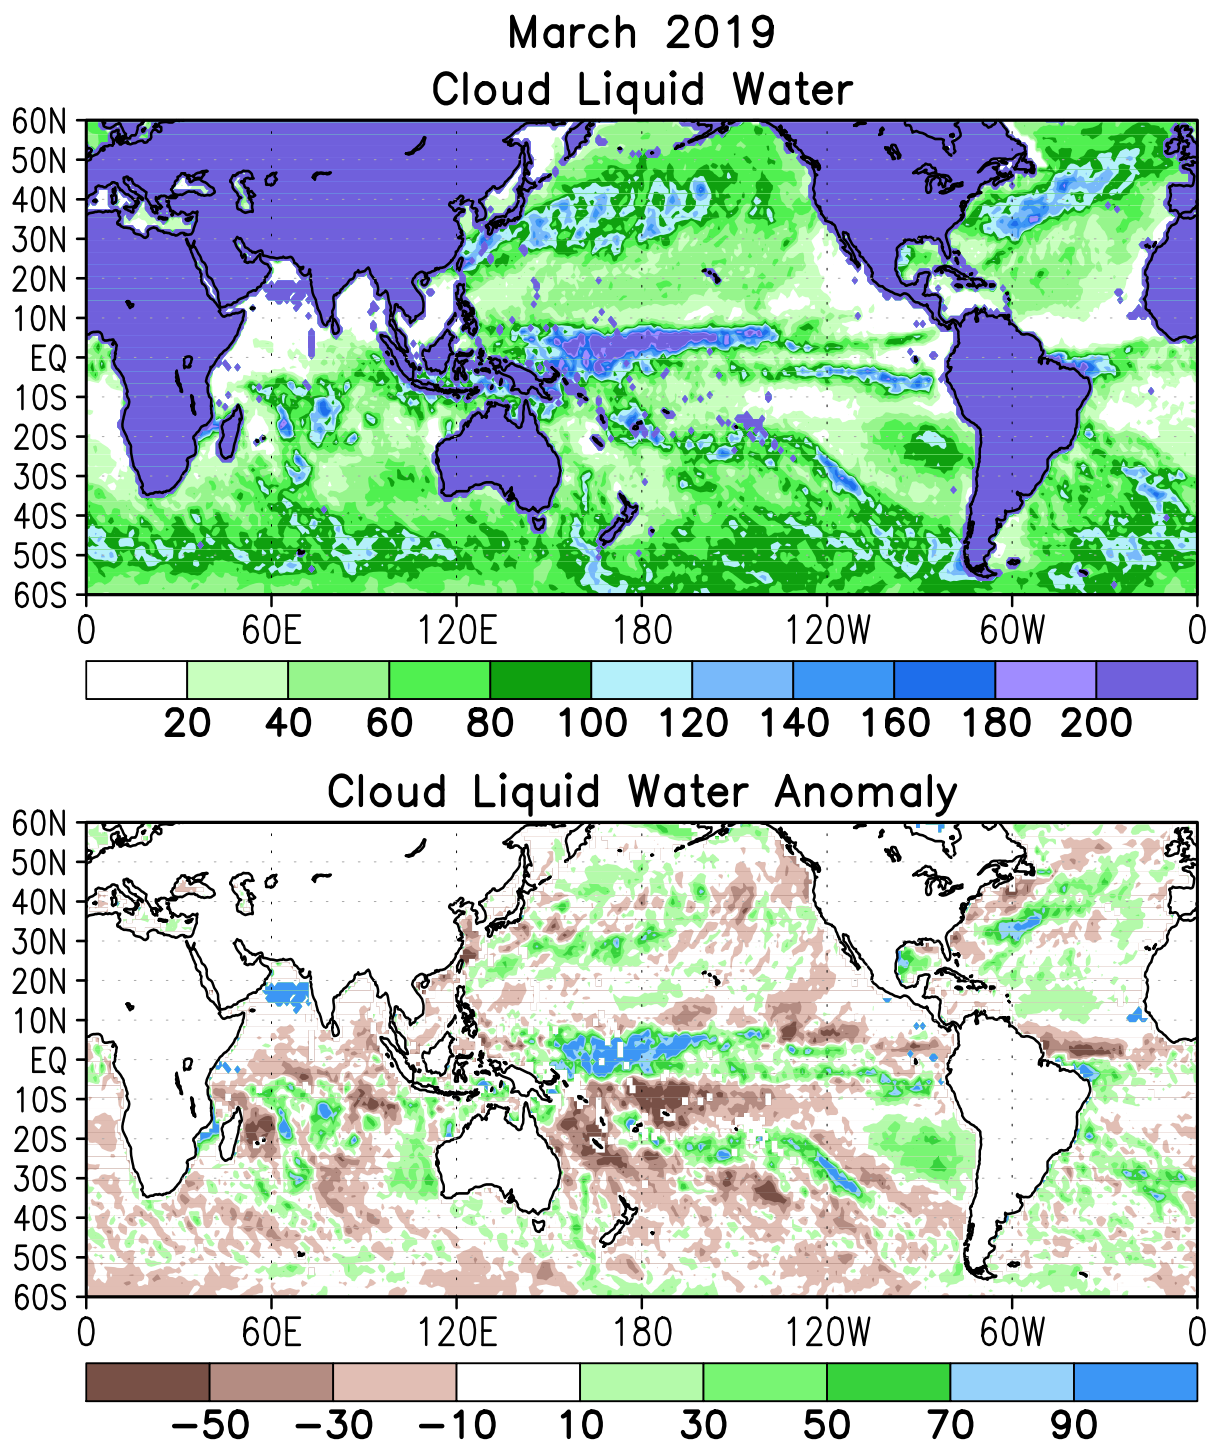 March 2019
Cloud Liquid Water
60N
50N
40N
30N
20N
10N
EQ
10S
20S
30S
40S
50S
60S
0 60E 120E 180 120W 60W 0
20 40 60 80 100 120 140 160 180 200
Cloud Liquid Water Anomaly
60N
50N
40N
30N
20N
10N
EQ
10S
20S
30S
40S
50S
60S
0 60E 120E 180 120W 60W 0
−50 −30 −10 10 30 50 70 90